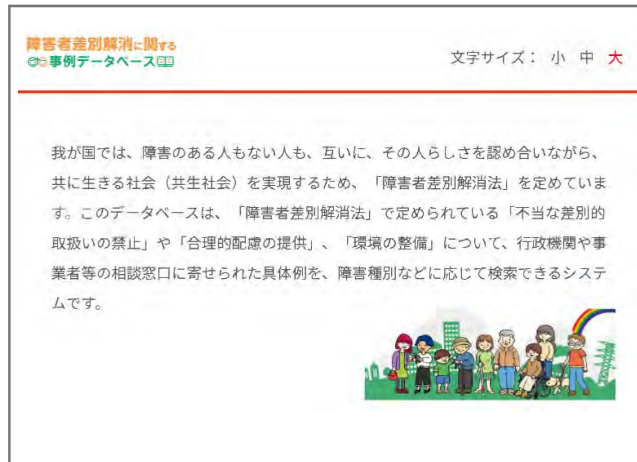 障害者差別解消に関する
事例データベース
文字サイズ： 小 中 大
我が国では、障害のある人もない人も、互いに、その人らしさを認め合いながら、
共に生きる社会（共生社会）を実現するため、「障害者差別解消法」を定めていま
す。このデータベースは、「障害者差別解消法」で定められている「不当な差別的
取扱いの禁止」や「合理的配慮の提供」、「環境の整備」について、行政機関や事
業者等の相談窓口に寄せられた具体例を、障害種別などに応じて検索できるシステ
ムです。